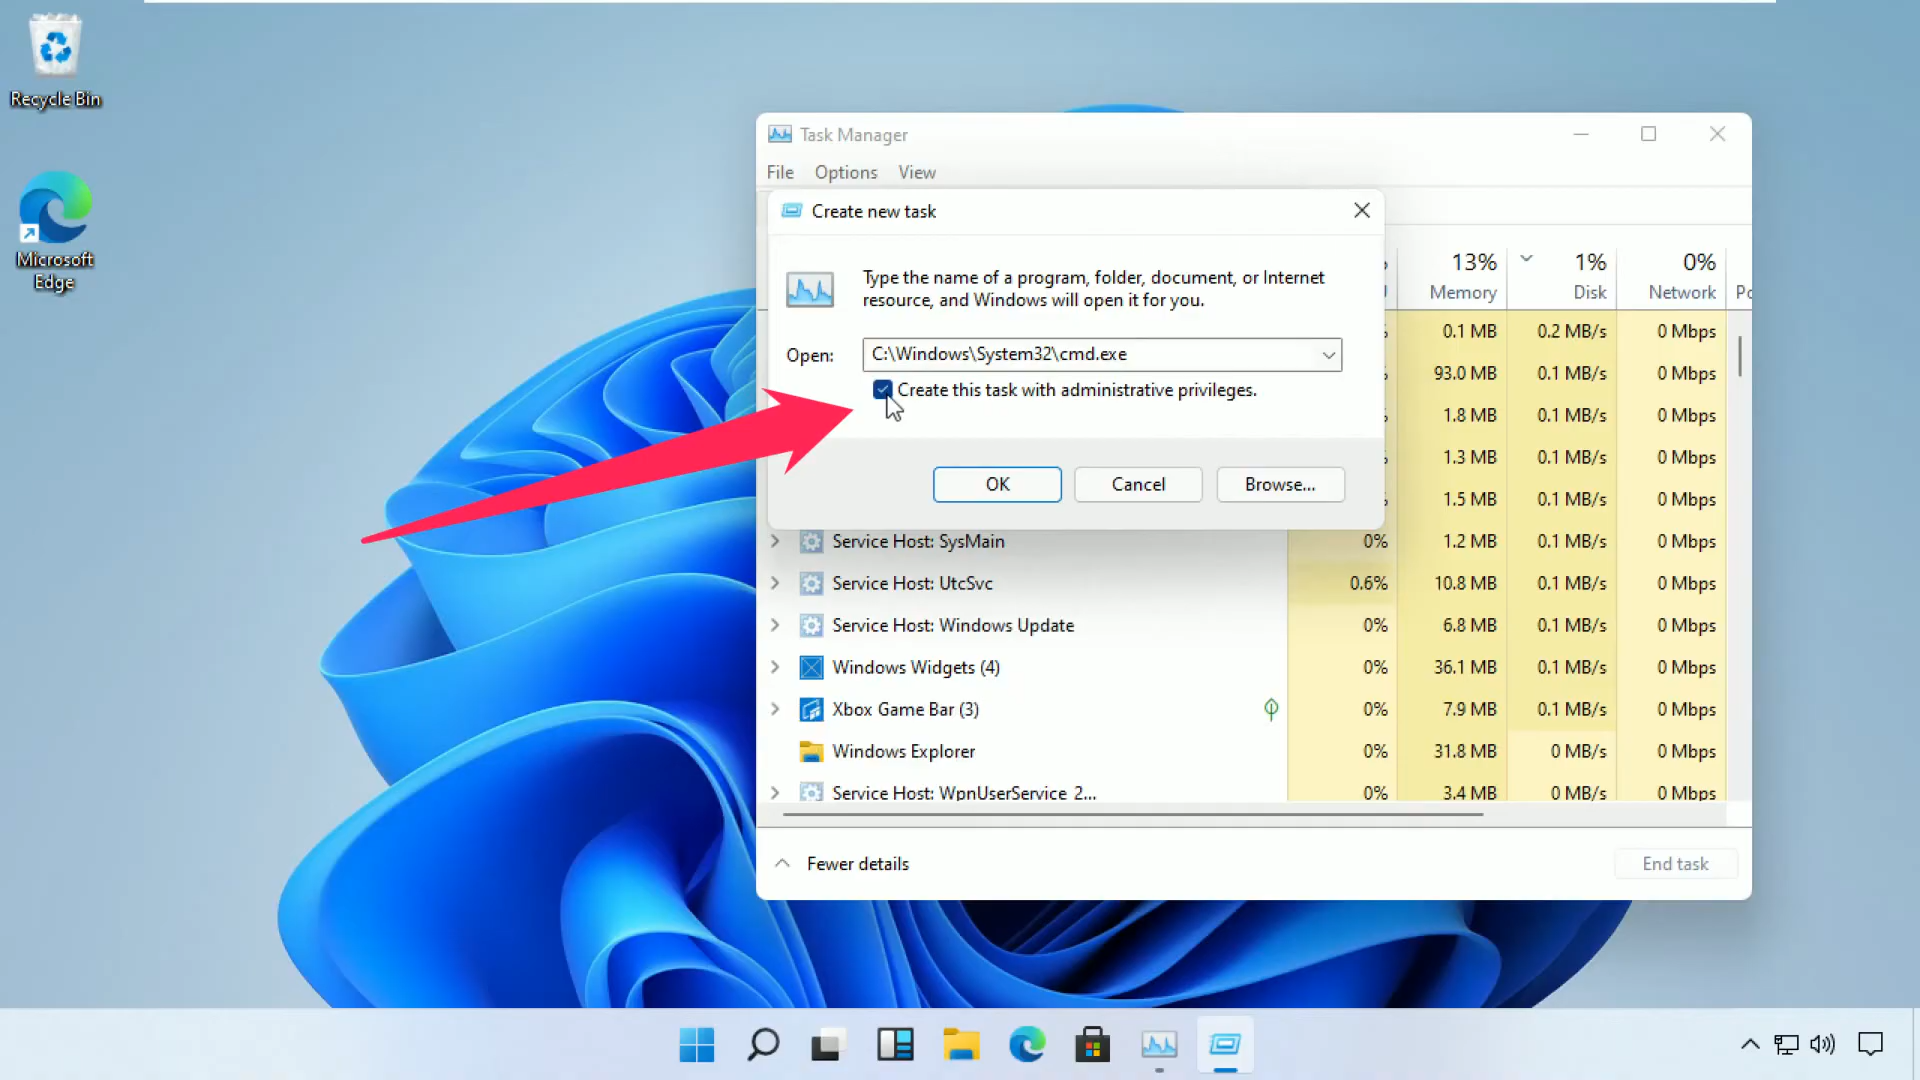 Recycle Bin
Microsoft
Edge
Task Manager
File Options View
Create new task
Type the name of a program, folder, document, or Internet
resource, and Windows will open it for you.
Open: C:\Windows\System32\cmd.exe
Create this task with administrative privileges.
OK Cancel Browse...
13% 1% 0%
Memory Disk Network
0.1 MB 0.2 MB/s 0 Mbps
93.0 MB 0.1 MB/s 0 Mbps
1.8 MB 0.1 MB/s 0 Mbps
1.3 MB 0.1 MB/s 0 Mbps
1.5 MB 0.1 MB/s 0 Mbps
Service Host: SysMain 0% 1.2 MB 0.1 MB/s 0 Mbps
Service Host: UtcSvc 0.6% 10.8 MB 0.1 MB/s 0 Mbps
Service Host: Windows Update 0% 6.8 MB 0.1 MB/s 0 Mbps
Windows Widgets (4) 0% 36.1 MB 0.1 MB/s 0 Mbps
Xbox Game Bar (3) 0% 7.9 MB 0.1 MB/s 0 Mbps
Windows Explorer 0% 31.8 MB 0 MB/s 0 Mbps
Service Host: WpnUserService_2... 0% 3.4 MB 0 MB/s 0 Mbps
Fewer details End task